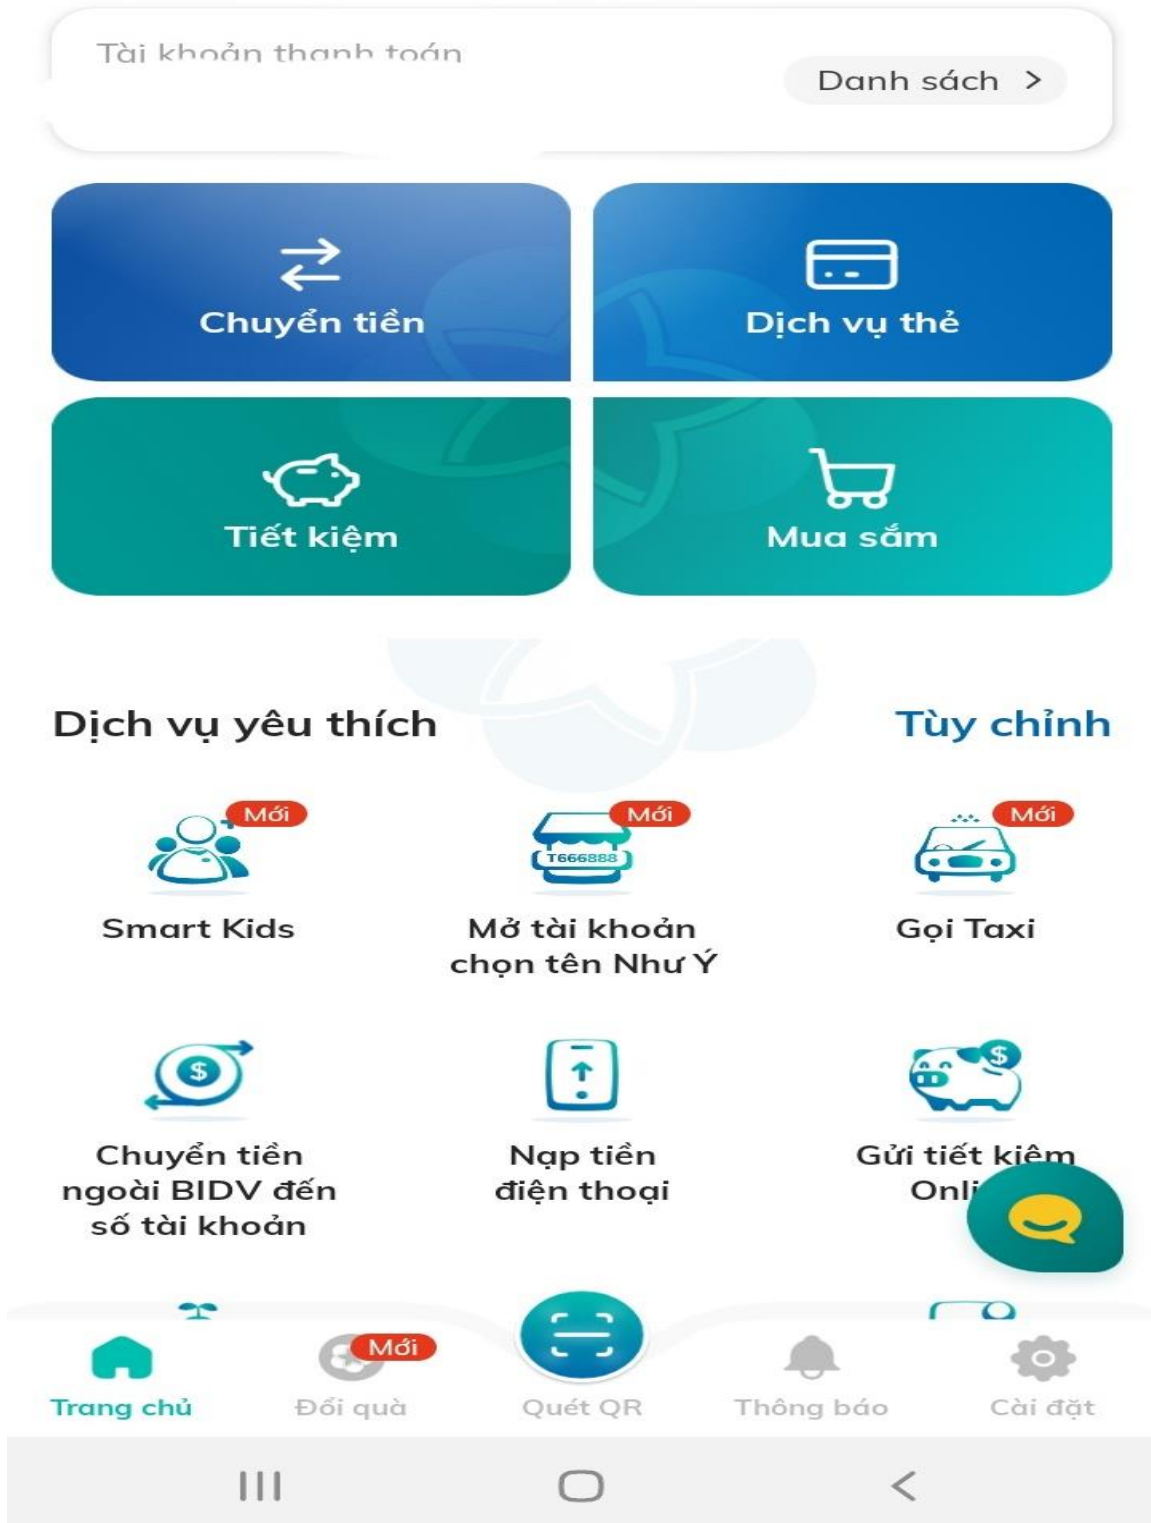 Tài khoản thanh toán
Danh sách
Chuyển tiền
Dịch vụ thẻ
Tiết kiệm
Mua sắm
Dịch vụ yêu thích
Tùy chỉnh
Mới
Mới
Mới
T666888
Smart Kids
Mở tài khoản
chọn tên Như Ý
Gọi Taxi
Chuyển tiền
ngoài BIDV đến
số tài khoản
Nạp tiền
điện thoại
Gửi tiết kiệm
Mới
Trang chủ
Đổi quà
Quét QR
Thông báo
Cài đặt